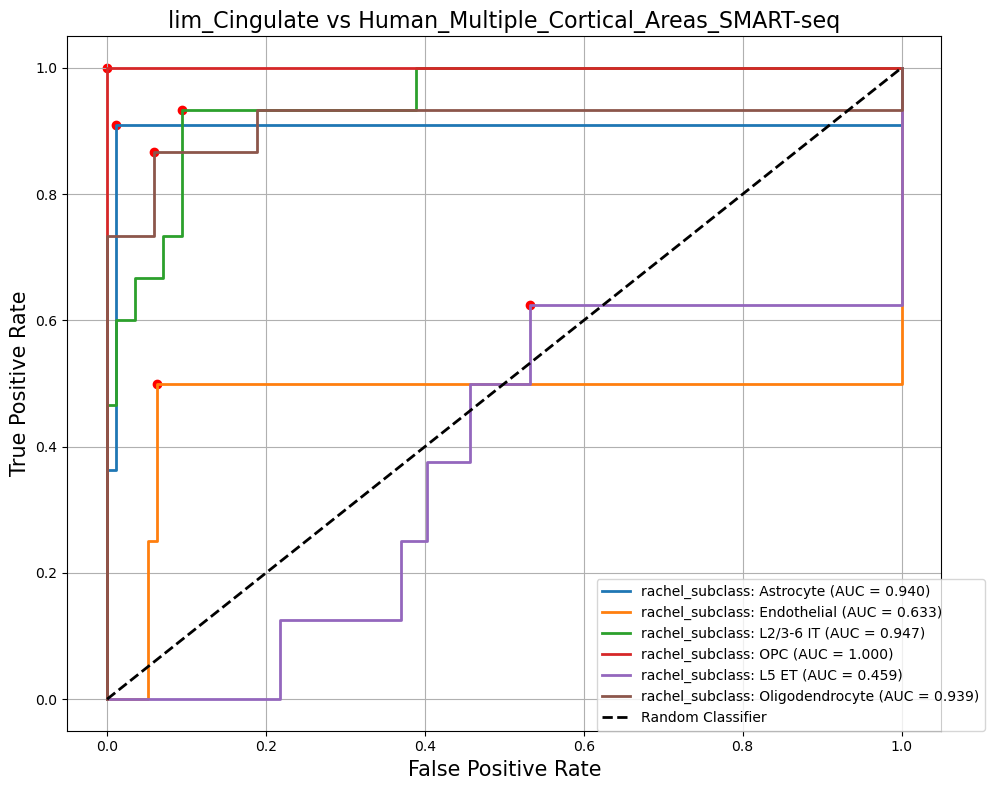 lim_Cingulate vs Human_Multiple_Cortical_Areas_SMART-seq
True Positive Rate
1.0
0.8
0.6
0.4
0.2
0.0
rachel_subclass: Astrocyte (AUC = 0.940)
rachel_subclass: Endothelial (AUC = 0.633)
rachel_subclass: L2/3-6 IT (AUC = 0.947)
rachel_subclass: OPC (AUC = 1.000)
rachel_subclass: L5 ET (AUC = 0.459)
rachel_subclass: Oligodendrocyte (AUC = 0.939)
Random Classifier
0.0 0.2 0.4 0.6 0.8 1.0
False Positive Rate